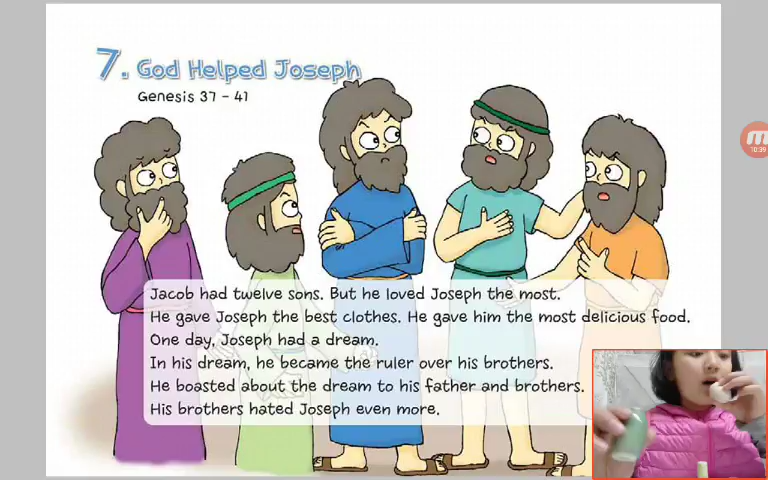 7. God Helped Joseph
Genesis 37 - 41
Jacob had twelve sons. But he loved Joseph the most.
He gave Joseph the best clothes. He gave him the most delicious food.
One day, Joseph had a dream.
In his dream, he became the ruler over his brothers.
He boasted about the dream to his father and brothers.
His brothers hated Joseph even more.
10:39